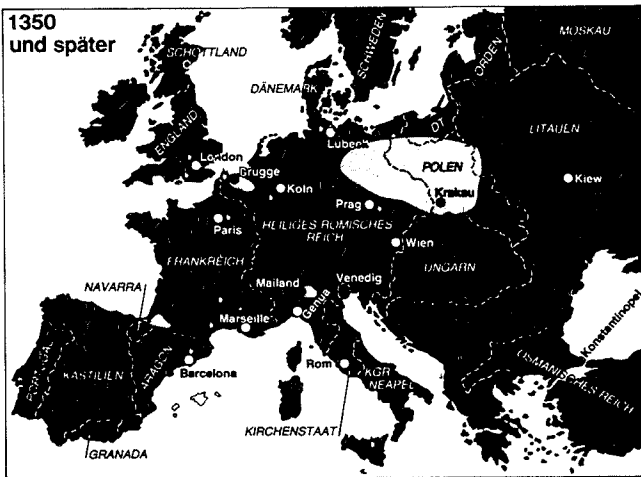 1350
und später
SCHOTTLAND
SCHWEDEN
MOSKAU
DÄNEMARK
DT.
ORDEN
ENGLAND
LITAUEN
London
Lübeck
Brugge
POLEN
Kiew
Koln
Krakau
Prag
Paris
HEILIGES RÖMISCHES
REICH
Wien
FRANKREICH
UNGARN
NAVARRA
Mailand
Venedig
Genua
Marseille
Konstantinopel
PORTUGAL
KASTILIEN
ARAGON
Barcelona
Rom
KGR
NEAPEL
OSMANISCHES REICH
KIRCHENSTAAT
GRANADA